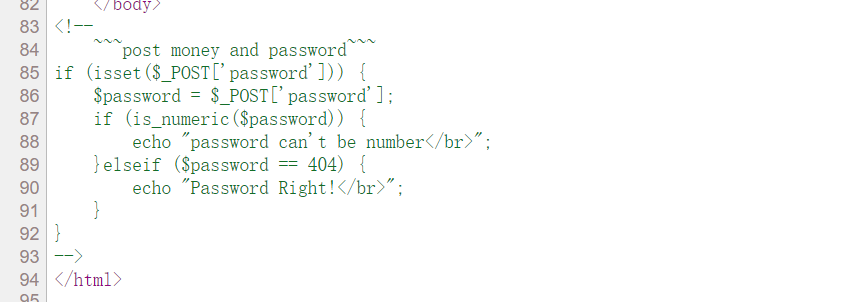 82     </body>
83 <!--
84     ~~~post money and password~~~
85 if (isset($_POST['password'])) {
86     $password = $_POST['password'];
87     if (is_numeric($password)) {
88         echo "password can't be number</br>";
89     }elseif ($password == 404) {
90         echo "Password Right!</br>";
91     }
92 }
93 -->
94 </html>
95